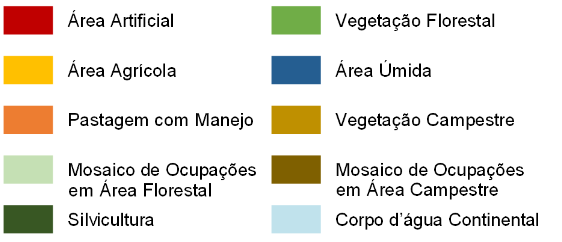 Área Artificial
Vegetação Florestal
Área Agrícola
Área Úmida
Pastagem com Manejo
Vegetação Campestre
Mosaico de Ocupações
em Área Florestal
Mosaico de Ocupações
em Área Campestre
Silvicultura
Corpo d'água Continental